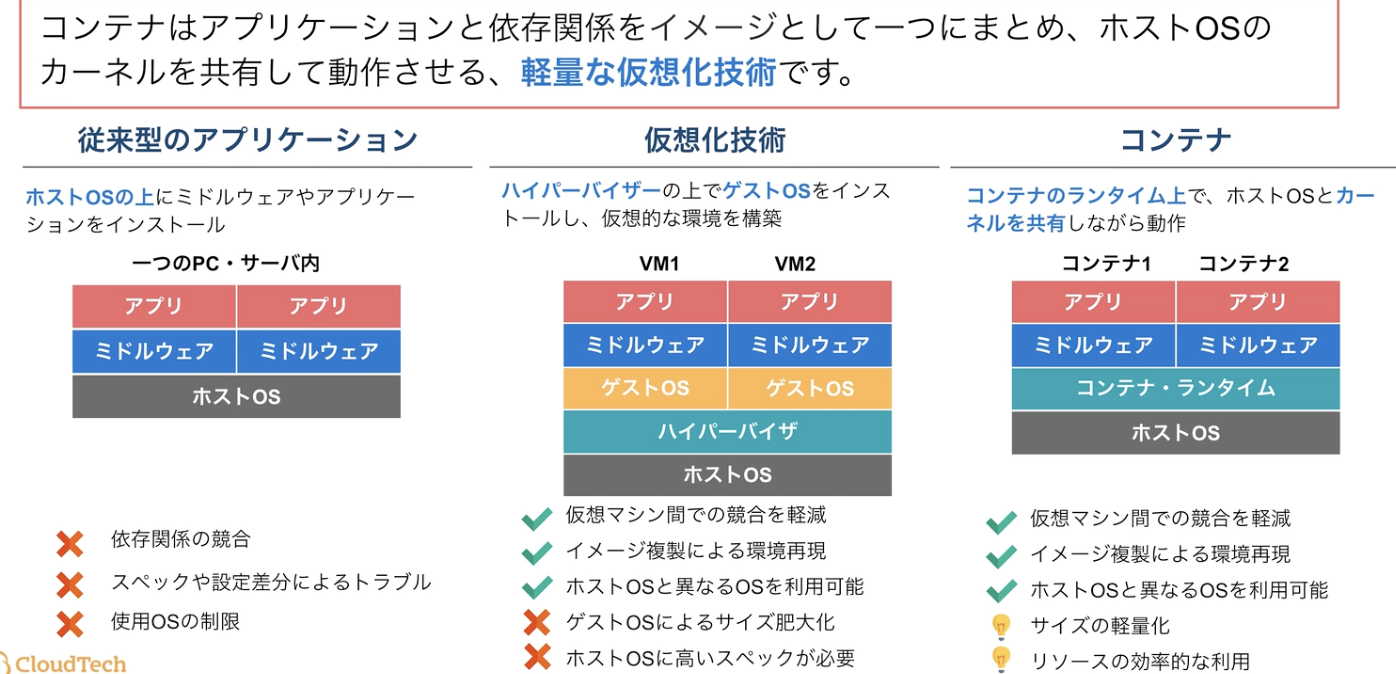 コンテナはアプリケーションと依存関係をイメージとして一つにまとめ、ホストOSの
カーネルを共有して動作させる、軽量な仮想化技術です。
従来型のアプリケーション
ホストOSの上にミドルウェアやアプリケー
ションをインストール
一つのPC・サーバ内
アプリ アプリ
ミドルウェア ミドルウェア
ホストOS
依存関係の競合
スペックや設定差分によるトラブル
使用OSの制限
仮想化技術
ハイパーバイザーの上でゲストOSをインス
トールし、仮想的な環境を構築
VM1 VM2
アプリ アプリ
ミドルウェア ミドルウェア
ゲストOS ゲストOS
ハイパーバイザ
ホストOS
仮想マシン間での競合を軽減
イメージ複製による環境再現
ホストOSと異なるOSを利用可能
ゲストOSによるサイズ肥大化
ホストOSに高いスペックが必要
コンテナ
コンテナのランタイム上で、ホストOSとカー
ネルを共有しながら動作
コンテナ1 コンテナ2
アプリ アプリ
ミドルウェア ミドルウェア
コンテナ・ランタイム
ホストOS
仮想マシン間での競合を軽減
イメージ複製による環境再現
ホストOSと異なるOSを利用可能
サイズの軽量化
リソースの効率的な利用
CloudTech